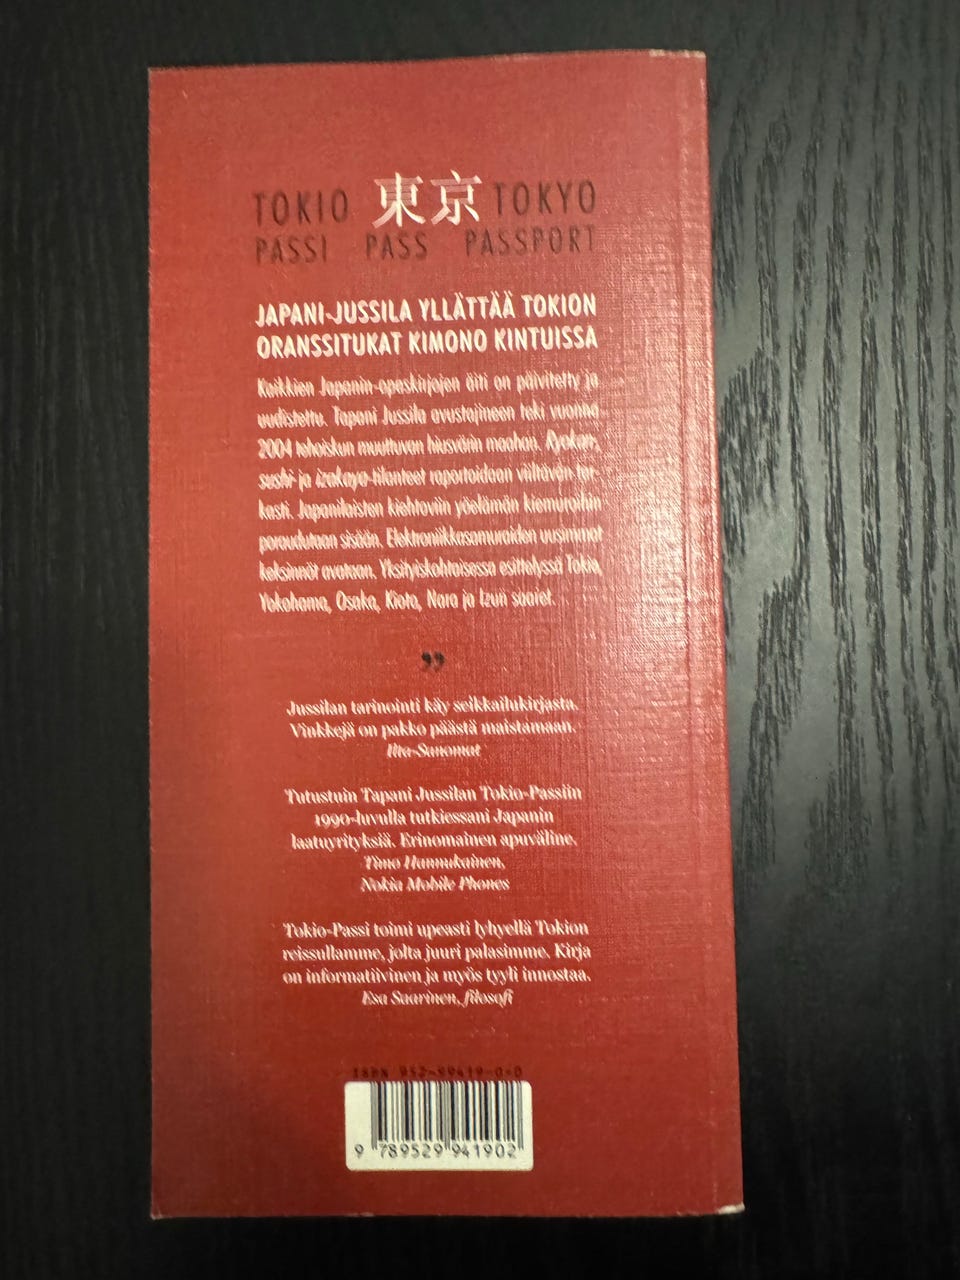 TOKIO 東京 TOKYO
PASSI PASS PASSPORT
JAPANI-JUSSILA YLLÄTTÄÄ TOKION
ORANSSITUKAT KIMONO KINTUISSA
Kaikkien Japanin-opaskirjojen äiti on päivitetty ja
uudistettu. Tapani Jussila avustajineen teki vuonna
2004 tehoiskun muuttuvan hiusvärin maahan. Ryokan-,
sushi- ja izakaya-tilanteet raportoidaan viiltävän tar-
kasti. Japanilaisten kiehtoviin yöelämän kiemuroihin
paraudutaan sisään. Elektroniikkasamuraiden uusimmat
keksinnöt avataan. Yksityiskohtaisessa esittelyssä Tokio,
Yokohama, Osaka, Kioto, Nara ja Izun saaret.
”
Jussilan tarinointi käy seikkailukirjasta.
Vinkkejä on pakko päästä maistamaan.
Ilta-Sanomat
Tutustuin Tapani Jussilan Tokio-Passiin
1990-luvulla tutkiessani Japanin
laatuyrityksiä. Erinomainen apuväline.
Timo Hannukainen,
Nokia Mobile Phones
Tokio-Passi toimi upeasti lyhyellä Tokion
reissullamme, jolta juuri palasimme. Kirja
on informatiivinen ja myös tyyli innostaa.
Esa Saarinen, filosofi
ISBN 952-99419-0-0
9 789529 941902